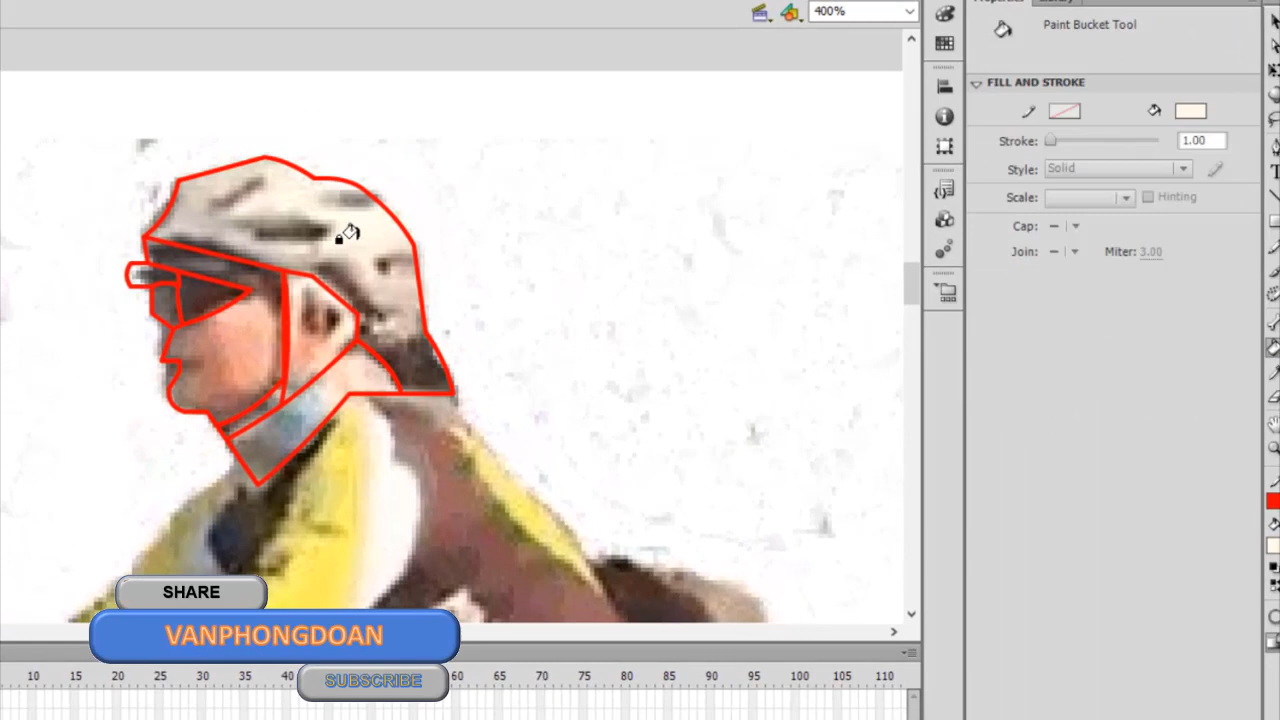 Properties
Library
400%
Paint Bucket Tool
FILL AND STROKE
Stroke:
1.00
Style:
Solid
Scale:
Hinting
Cap:
Join:
Miter: 3.00
SHARE
VANPHONGDOAN
SUBSCRIBE
10 15 20 25 30 35 40 60 65 70 75 80 85 90 95 100 105 110